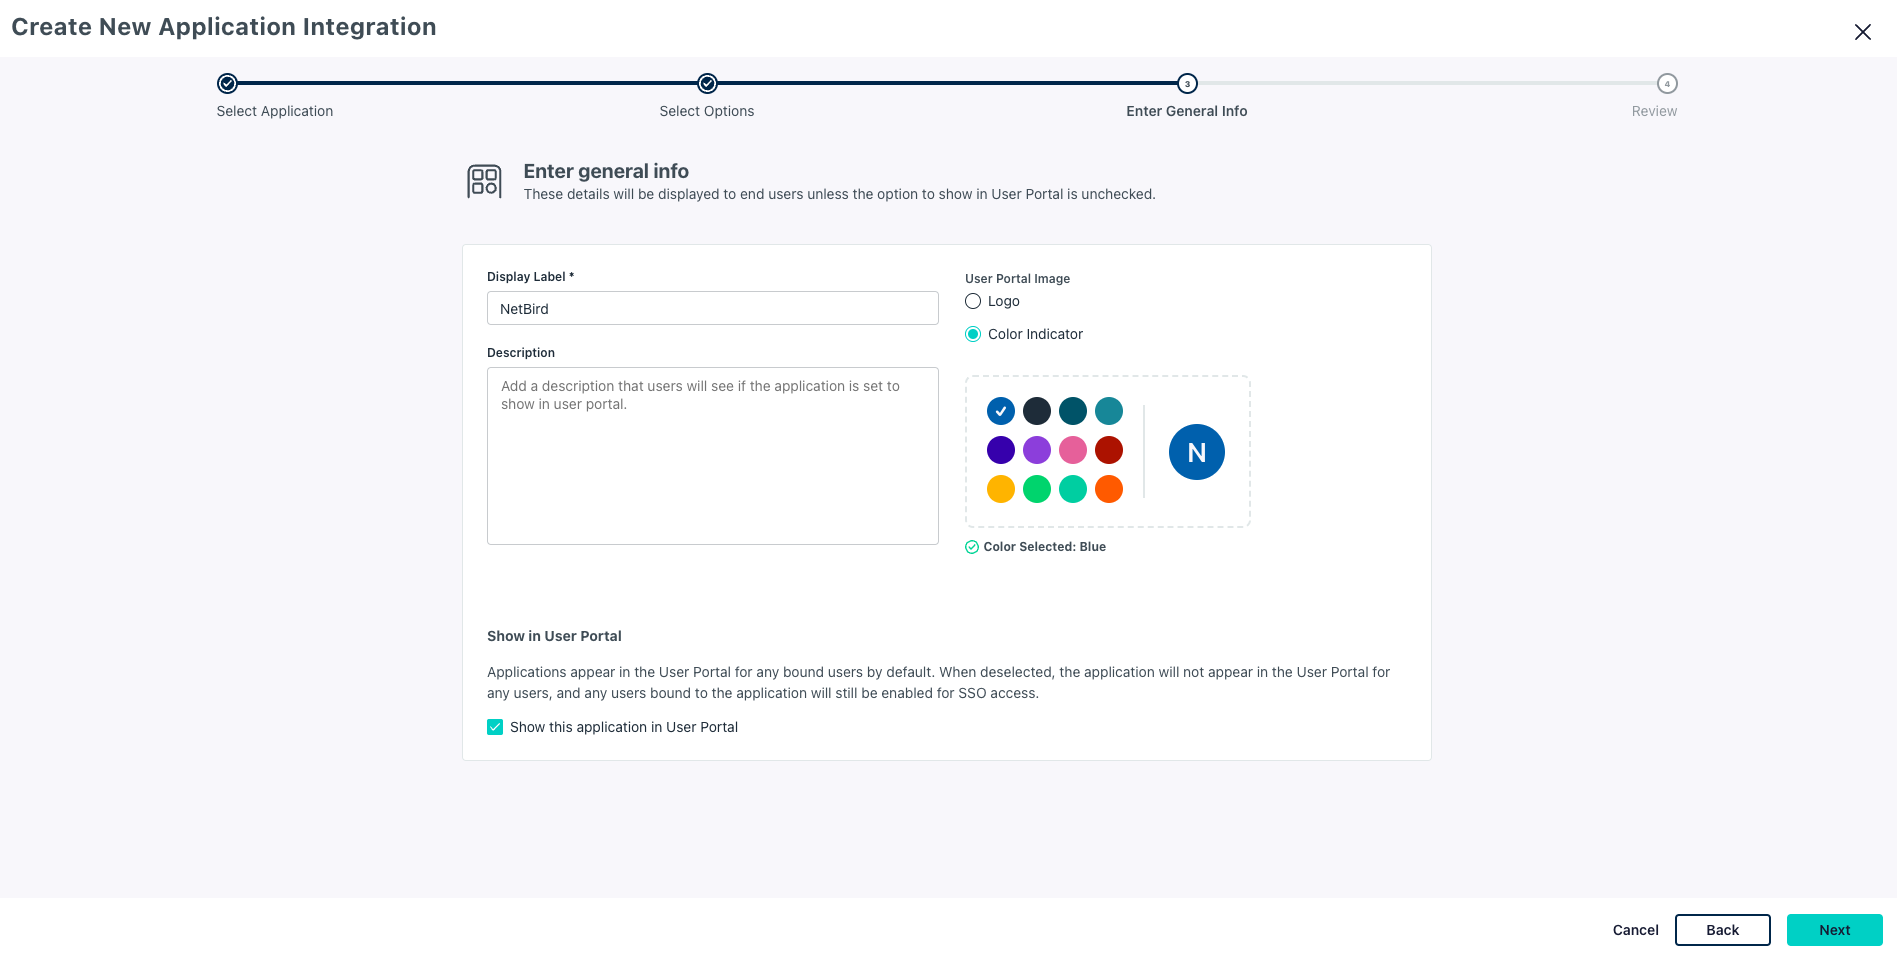 Create New Application Integration
3
4
Select Application
Select Options
Enter General Info
Review
Enter general info
These details will be displayed to end users unless the option to show in User Portal is unchecked.
Display Label *
NetBird
Description
Add a description that users will see if the application is set to
show in user portal.
User Portal Image
Logo
Color Indicator
N
Color Selected: Blue
Show in User Portal
Applications appear in the User Portal for any bound users by default. When deselected, the application will not appear in the User Portal for
any users, and any users bound to the application will still be enabled for SSO access.
Show this application in User Portal
Cancel
Back
Next